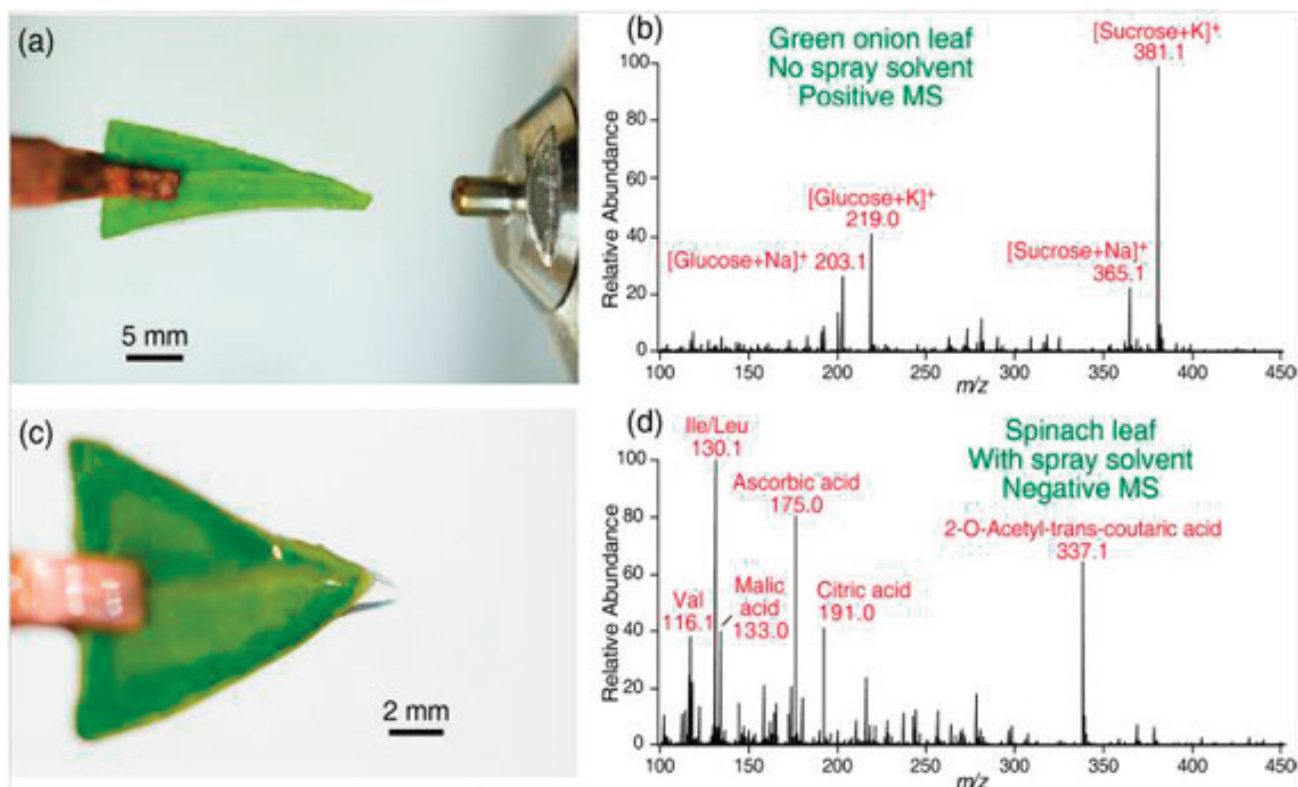 (a)
5 mm
(b)
Green onion leaf
No spray solvent
Positive MS
[Sucrose+K]⁺
381.1
[Glucose+K]⁺
219.0
[Glucose+Na]⁺ 203.1
[Sucrose+Na]⁺
365.1
Relative Abundance
100
80
60
40
20
0
100 150 200 250 300 350 400 450
m/z
(c)
2 mm
(d)
Spinach leaf
With spray solvent
Negative MS
Ile/Leu
130.1
Ascorbic acid
175.0
2-O-Acetyl-trans-coutaric acid
337.1
Val
116.1
Malic
acid
133.0
Citric acid
191.0
Relative Abundance
100
80
60
40
20
0
100 150 200 250 300 350 400 450
m/z